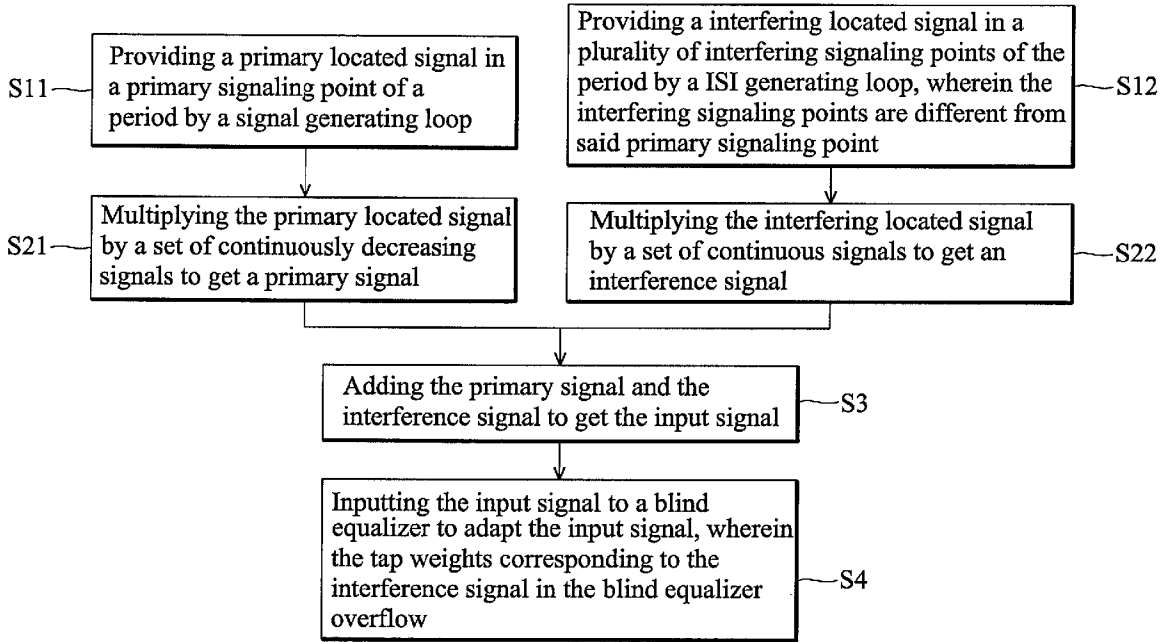 S11
Providing a primary located signal in
a primary signaling point of a
period by a signal generating loop
Providing a interfering located signal in a
plurality of interfering signaling points of the
period by a ISI generating loop, wherein the
interfering signaling points are different from
said primary signaling point
S12
S21
Multiplying the primary located signal
by a set of continuously decreasing
signals to get a primary signal
Multiplying the interfering located signal
by a set of continuous signals to get an
interference signal
S22
Adding the primary signal and the
interference signal to get the input signal
S3
Inputting the input signal to a blind
equalizer to adapt the input signal, wherein
the tap weights corresponding to the
interference signal in the blind equalizer
overflow
S4